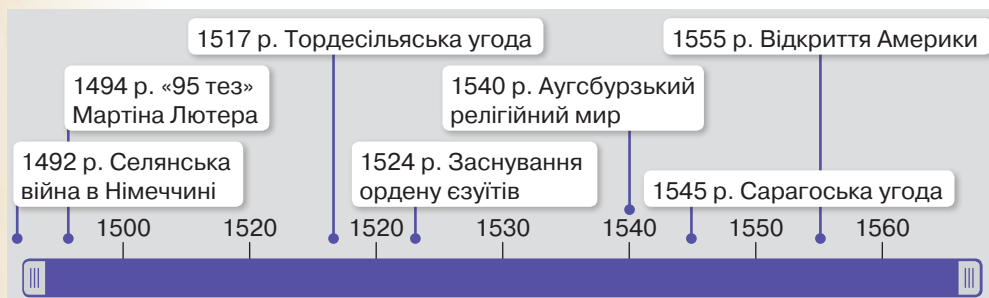 1517 р. Тордесільяська угода
1555 р. Відкриття Америки
1494 р. «95 тез»
Мартіна Лютера
1540 р. Аугсбурзький
релігійний мир
1492 р. Селянська
війна в Німеччині
1524 р. Заснування
ордену єзуїтів
1545 р. Сарагоська угода
1500
1520
1520
1530
1540
1550
1560